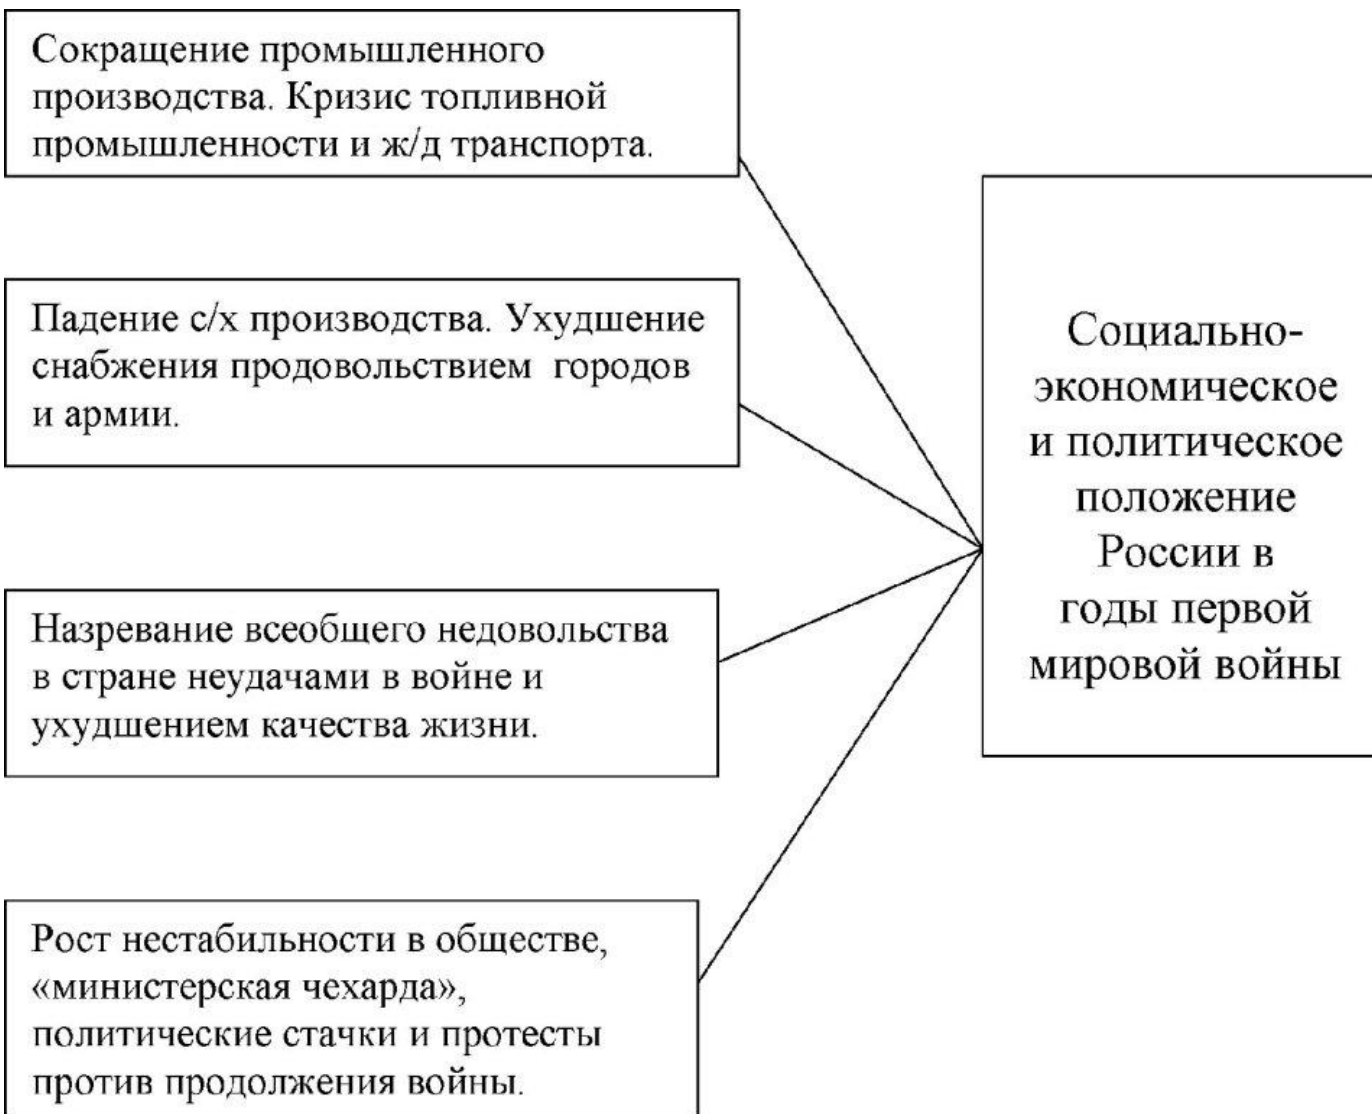 Сокращение промышленного
производства. Кризис топливной
промышленности и ж/д транспорта.
Падение с/х производства. Ухудшение
снабжения продовольствием городов
и армии.
Назревание всеобщего недовольства
в стране неудачами в войне и
ухудшением качества жизни.
Рост нестабильности в обществе,
«министерская чехарда»,
политические стачки и протесты
против продолжения войны.
Социально-
экономическое
и политическое
положение
России в
годы первой
мировой войны